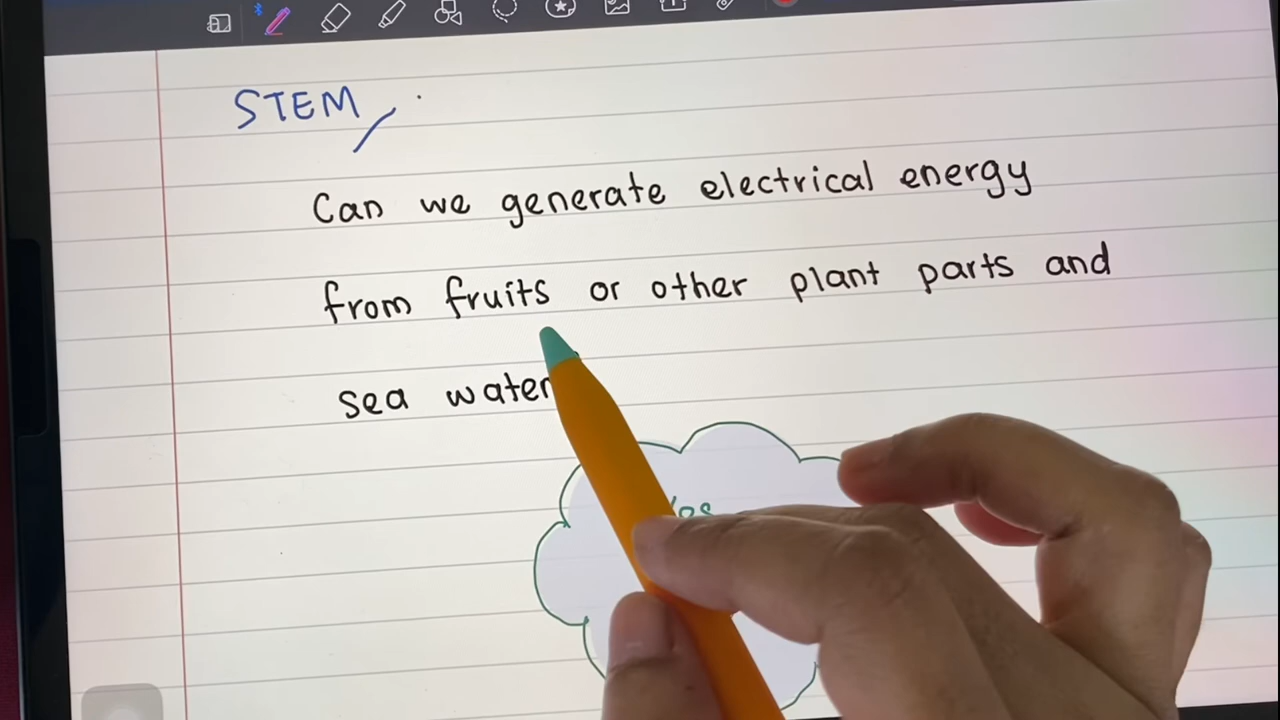 STEM
Can we generate electrical energy
from fruits or other plant parts and
sea water